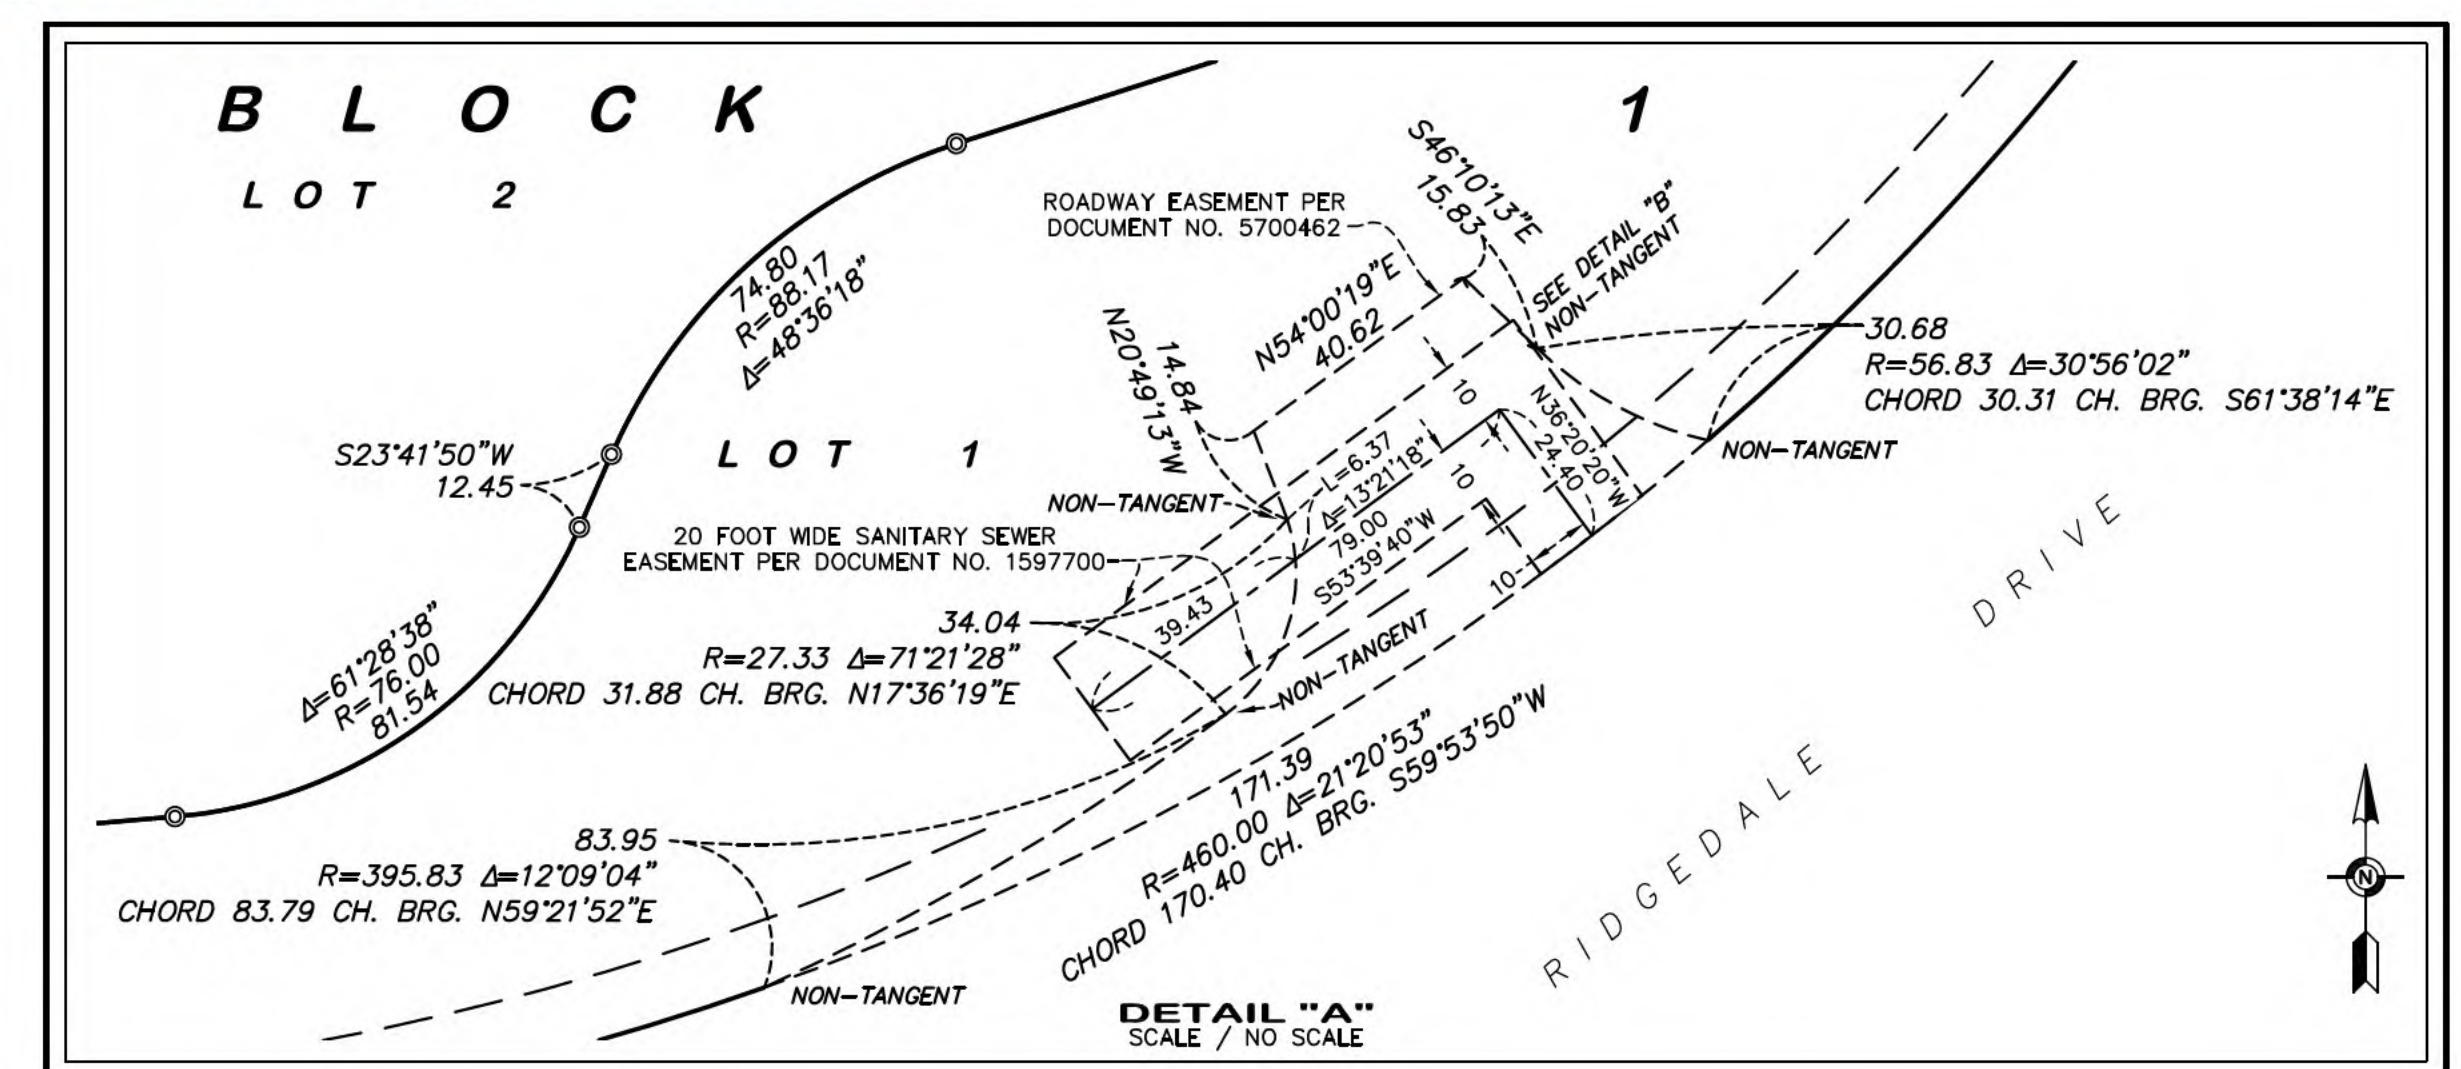 B L O C K 1
LOT 2
S46°10'13"E
15.83
ROADWAY EASEMENT PER
DOCUMENT NO. 5700462
SEE DETAIL "B"
NON-TANGENT
74.80
R=88.17
Δ=48°36'18"
N54°00'19"E
40.62
N20°49'13"W
14.84
30.68
R=56.83 Δ=30°56'02"
CHORD 30.31 CH. BRG. S61°38'14"E
NON-TANGENT
10
N36°20'20"W
24.40
S23°41'50"W
12.45
LOT 1
L=6.37
Δ=13°21'18"
10
79.00
S53°39'40"W
NON-TANGENT
20 FOOT WIDE SANITARY SEWER
EASEMENT PER DOCUMENT NO. 1597700
10
39.43
34.04
R=27.33 Δ=71°21'28"
CHORD 31.88 CH. BRG. N17°36'19"E
NON-TANGENT
Δ=61°28'38"
R=76.00
81.54
171.39
R=460.00 Δ=21°20'53"
CHORD 170.40 CH. BRG. S59°53'50"W
83.95
R=395.83 Δ=12°09'04"
CHORD 83.79 CH. BRG. N59°21'52"E
NON-TANGENT
RIDGEDALE DRIVE
N
DETAIL "A"
SCALE / NO SCALE